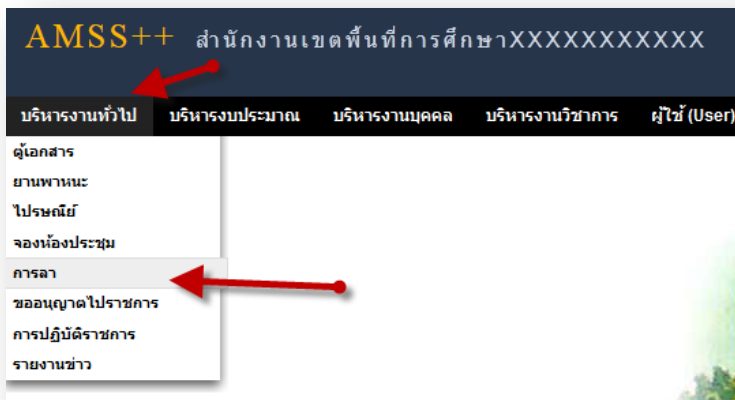 AMSS++ สำนักงานเขตพื้นที่การศึกษาXXXXXXXXXXX
บริหารงานทั่วไป บริหารงบประมาณ บริหารงานบุคคล บริหารงานวิชาการ ผู้ใช้ (User)
ตู้เอกสาร
ยานพาหนะ
ไปรษณีย์
จองห้องประชุม
การลา
ขออนุญาตไปราชการ
การปฏิบัติราชการ
รายงานข่าว